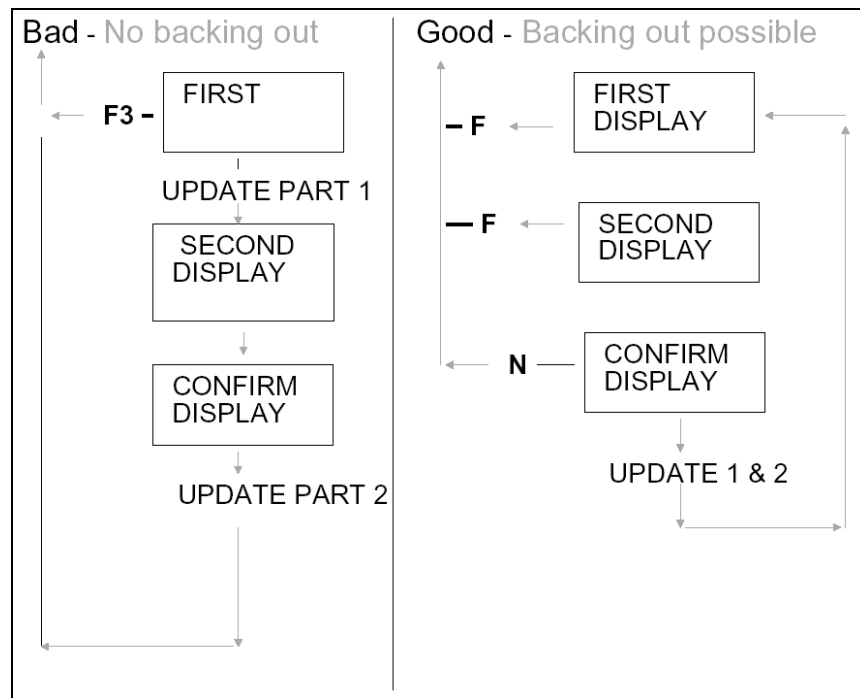 Bad - No backing out
FIRST
F3 -
UPDATE PART 1
SECOND
DISPLAY
CONFIRM
DISPLAY
UPDATE PART 2
Good - Backing out possible
FIRST
DISPLAY
- F
SECOND
DISPLAY
- F
CONFIRM
DISPLAY
N
UPDATE 1 & 2